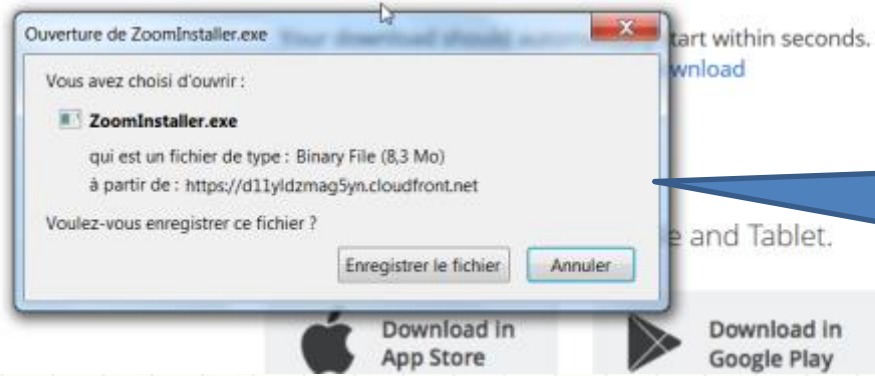 Ouverture de ZoomInstaller.exe
tart within seconds.
wnload
Vous avez choisi d'ouvrir :
ZoomInstaller.exe
qui est un fichier de type : Binary File (8,3 Mo)
à partir de : https://d11yldzmag5yn.cloudfront.net
Voulez-vous enregistrer ce fichier ?
Enregistrer le fichier
Annuler
and Tablet.
Download in
App Store
Download in
Google Play